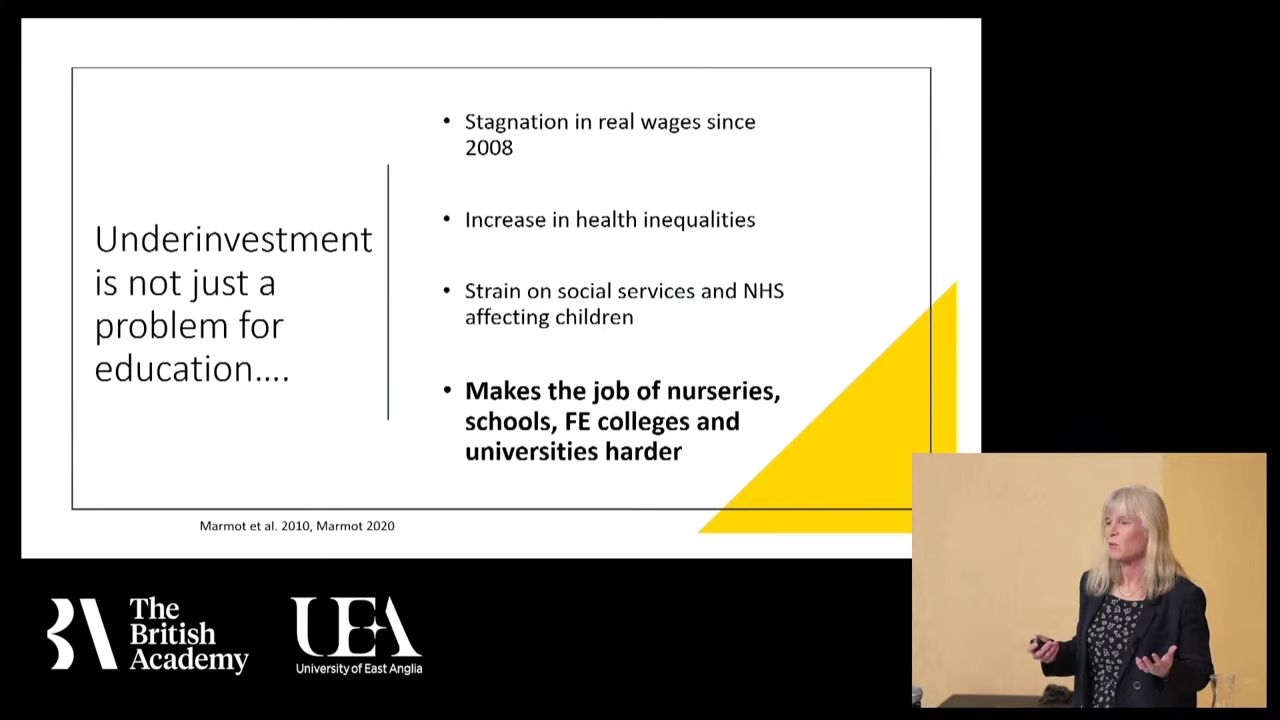 Underinvestment
is not just a
problem for
education….
• Stagnation in real wages since
2008
• Increase in health inequalities
• Strain on social services and NHS
affecting children
• Makes the job of nurseries,
schools, FE colleges and
universities harder
Marmot et al. 2010, Marmot 2020
The
British
Academy
UEA
University of East Anglia